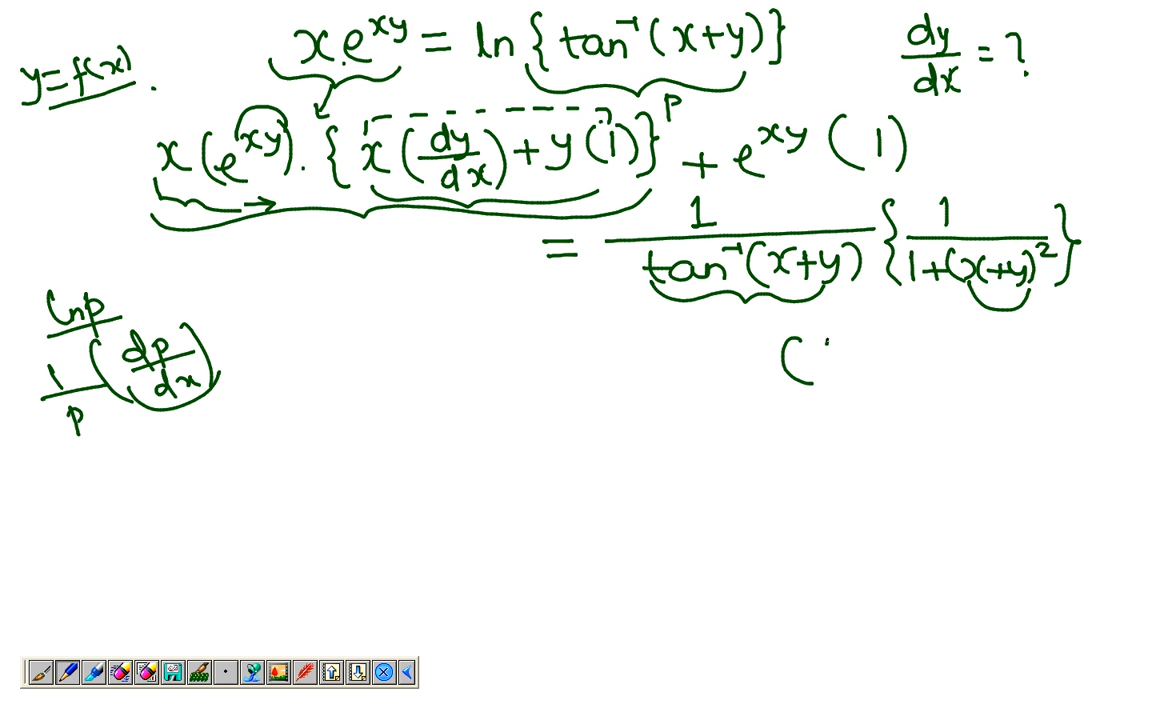 x.e^{xy} = ln{tan⁻¹(x+y)}
dy/dx = ?
y=f(x).
x(e^{xy}).{x(dy/dx)+y(1)}^P + e^{xy}(1)
= 1/tan⁻¹(x+y) {1/1+(x+y)²}
(
ln p
1/p (dp/dx)